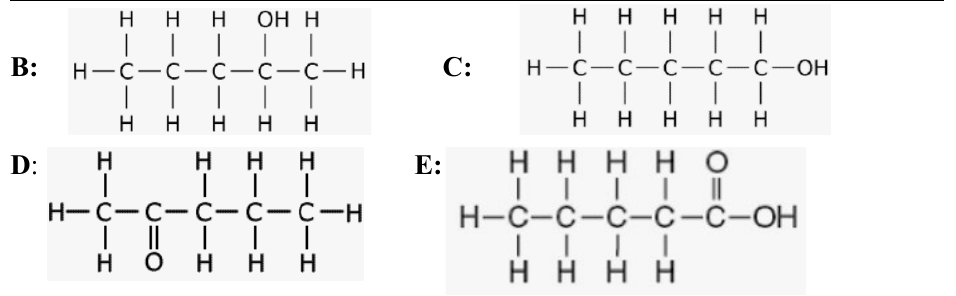 H H H OH H
B: H—C—C—C—C—C—H
H H H H H
H H H H H
C: H—C—C—C—C—C—OH
H H H H H
H H H H
D: H—C—C—C—C—C—H
H O H H H
H H H H O
E: H—C—C—C—C—C—OH
H H H H